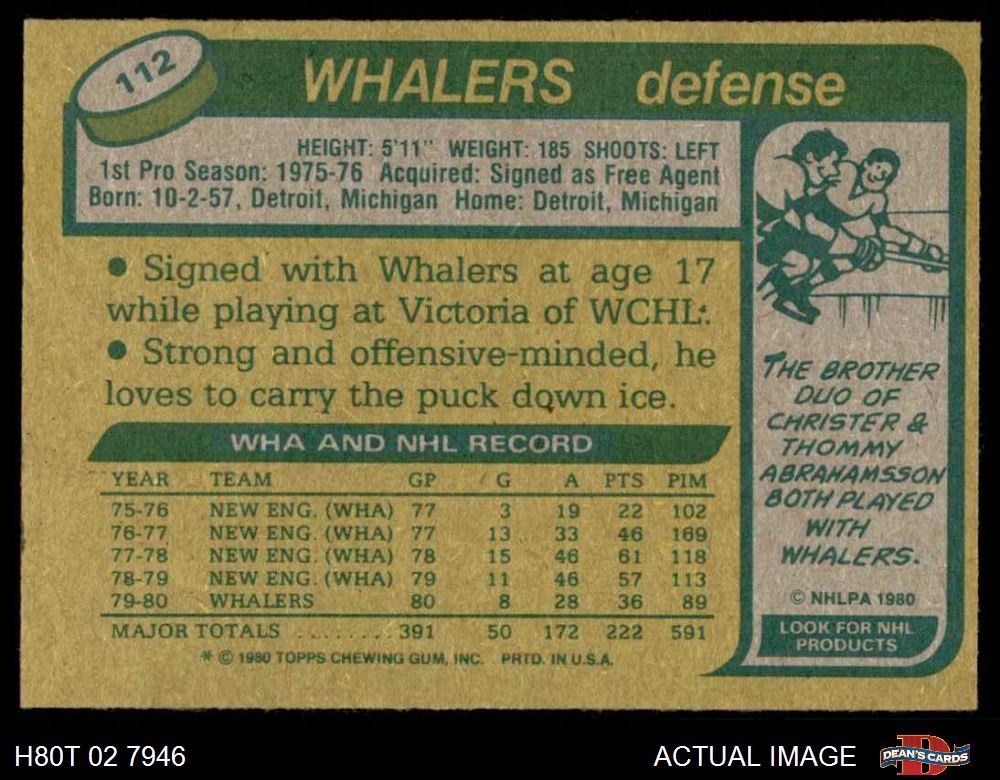 112
WHALERS defense
HEIGHT: 5'11" WEIGHT: 185 SHOOTS: LEFT
1st Pro Season: 1975-76 Acquired: Signed as Free Agent
Born: 10-2-57, Detroit, Michigan Home: Detroit, Michigan
• Signed with Whalers at age 17
while playing at Victoria of WCHL.
• Strong and offensive-minded, he
loves to carry the puck down ice.
WHA AND NHL RECORD
YEAR TEAM GP G A PTS PIM
75-76 NEW ENG. (WHA) 77 3 19 22 102
76-77 NEW ENG. (WHA) 77 13 33 46 169
77-78 NEW ENG. (WHA) 78 15 46 61 118
78-79 NEW ENG. (WHA) 79 11 46 57 113
79-80 WHALERS 80 8 28 36 89
MAJOR TOTALS ........ 391 50 172 222 591
* © 1980 TOPPS CHEWING GUM, INC. PRTD. IN U.S.A.
THE BROTHER
DUO OF
CHRISTER &
THOMMY
ABRAHAMSSON
BOTH PLAYED
WITH
WHALERS.
© NHLPA 1980
LOOK FOR NHL
PRODUCTS
H80T 02 7946
ACTUAL IMAGE
DEAN'S CARDS